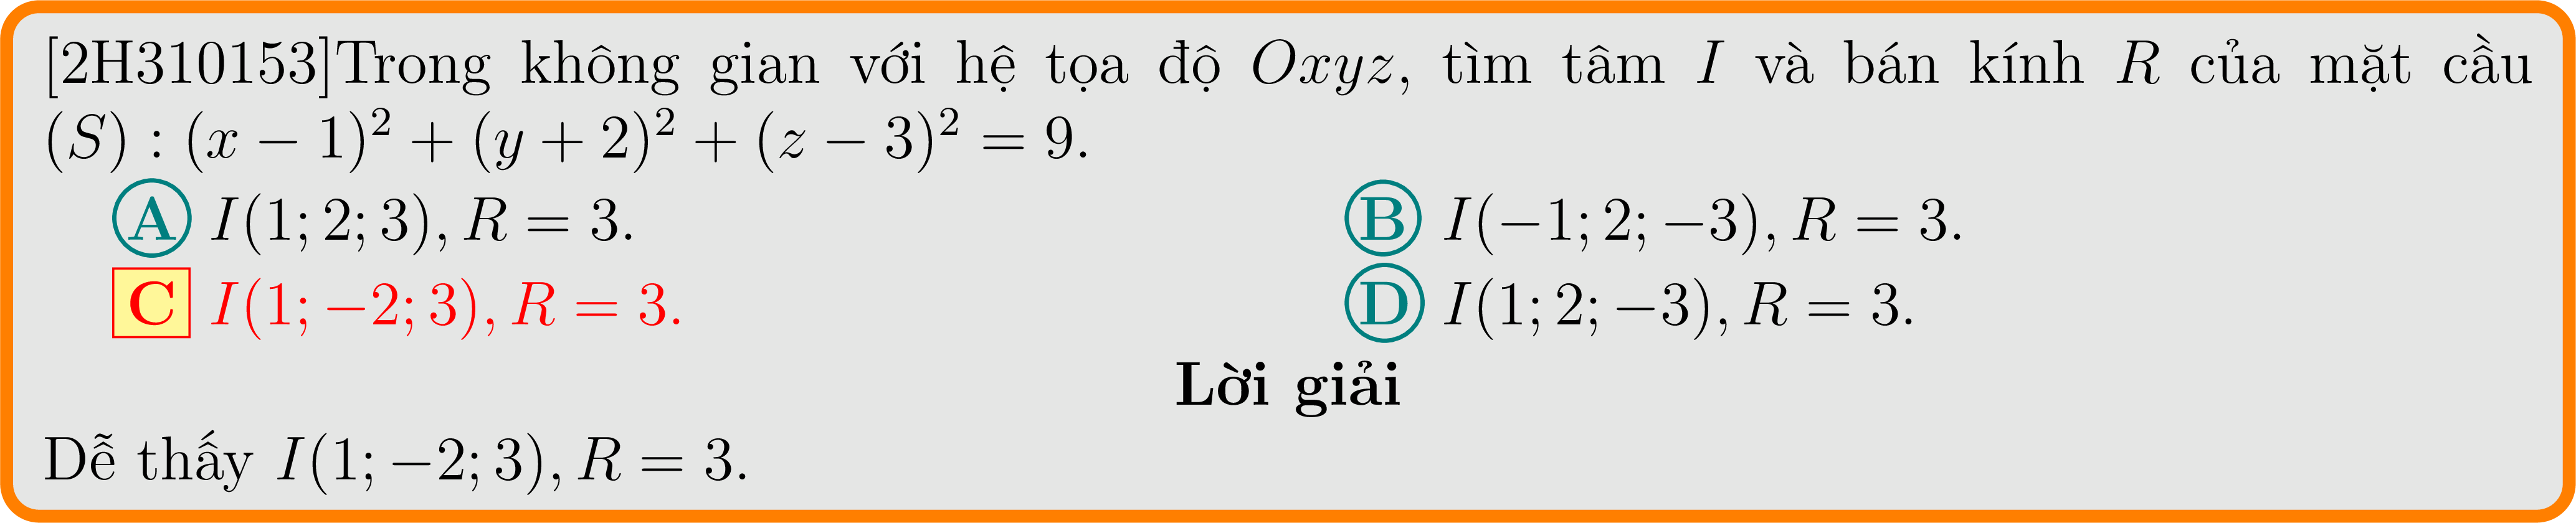 [2H310153]Trong không gian với hệ tọa độ Oxyz, tìm tâm I và bán kính R của mặt cầu
(S) : (x − 1)² + (y + 2)² + (z − 3)² = 9.
A I(1; 2; 3), R = 3.
B I(−1; 2; −3), R = 3.
C I(1; −2; 3), R = 3.
D I(1; 2; −3), R = 3.
Lời giải
Dễ thấy I(1; −2; 3), R = 3.